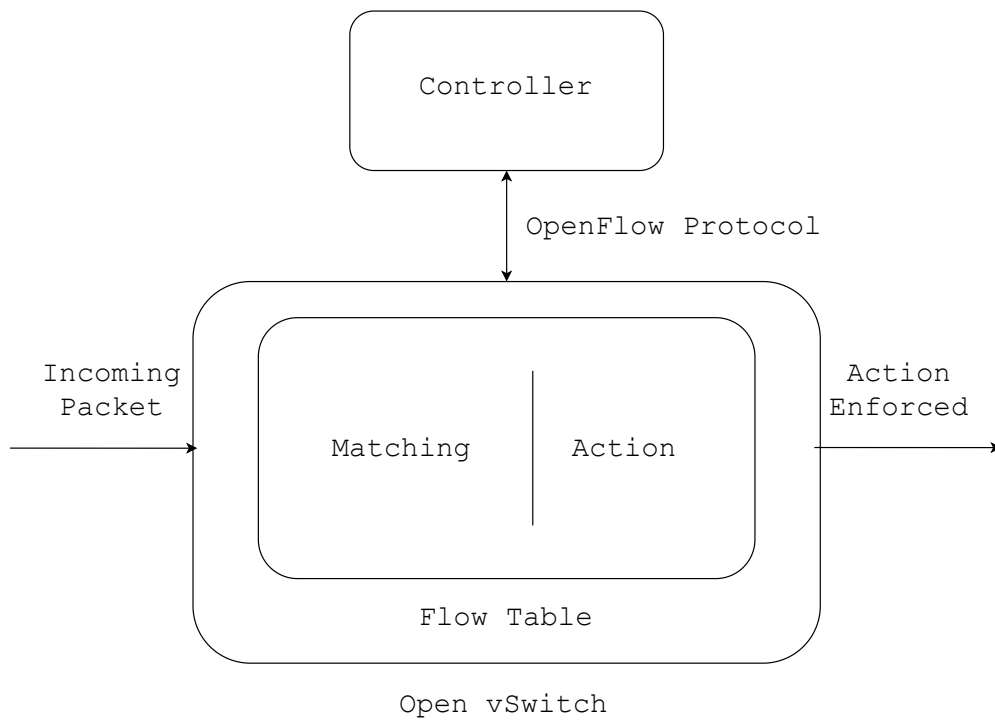 Controller
OpenFlow Protocol
Incoming
Packet
Matching
Action
Action
Enforced
Flow Table
Open vSwitch